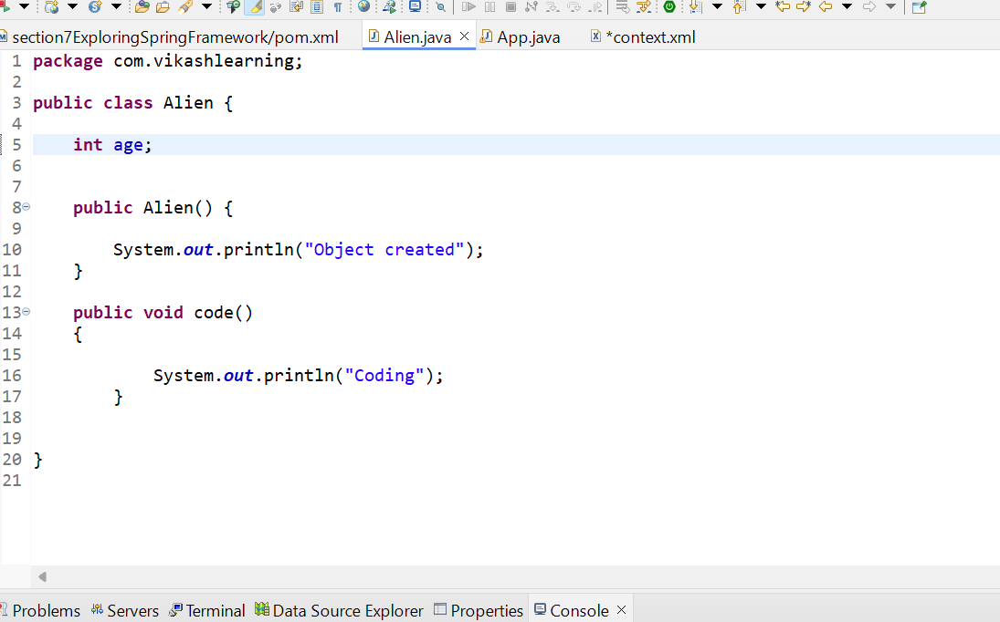 section7ExploringSpringFramework/pom.xml Alien.java App.java *context.xml
1 package com.vikashlearning;
2
3 public class Alien {
4
5 int age;
6
7
8 public Alien() {
9
10 System.out.println("Object created");
11 }
12
13 public void code()
14 {
15
16 System.out.println("Coding");
17 }
18
19
20 }
21
Problems Servers Terminal Data Source Explorer Properties Console